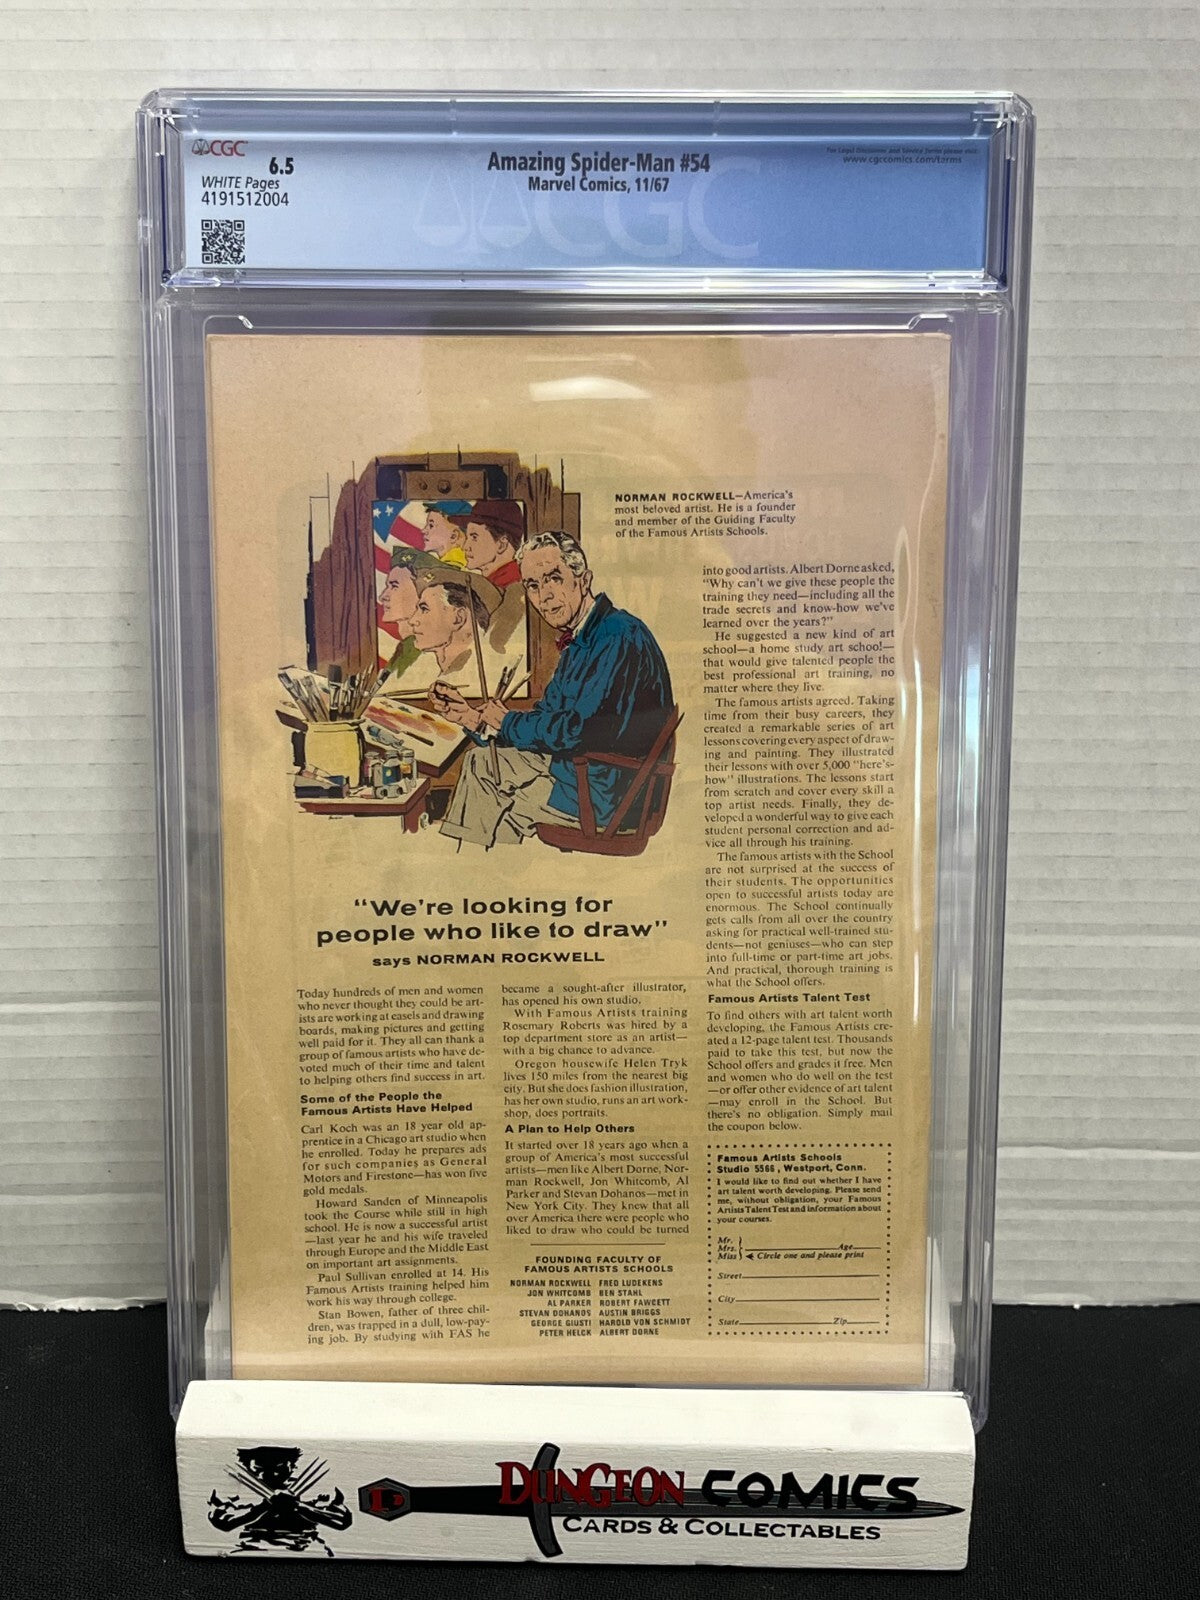 CGC
6.5
WHITE Pages
4191512004
Amazing Spider-Man #54
Marvel Comics, 11/67
For Legal Disclaimer and Service Terms please visit:
www.cgccomics.com/terms
CGC
NORMAN ROCKWELL—America's
most beloved artist. He is a founder
and member of the Guiding Faculty
of the Famous Artists Schools.
"We're looking for
people who like to draw"
says NORMAN ROCKWELL
Today hundreds of men and women
who never thought they could be art-
ists are working at easels and drawing
boards, making pictures and getting
well paid for it. They all can thank a
group of famous artists who have de-
voted much of their time and talent
to helping others find success in art.
Some of the People the
Famous Artists Have Helped
Carl Koch was an 18 year old ap-
prentice in a Chicago art studio when
he enrolled. Today he prepares ads
for such companies as General
Motors and Firestone—has won five
gold medals.
Howard Sanden of Minneapolis
took the Course while still in high
school. He is now a successful artist
—last year he and his wife traveled
through Europe and the Middle East
on important art assignments.
Paul Sullivan enrolled at 14. His
Famous Artists training helped him
work his way through college.
Stan Bowen, father of three chil-
dren, was trapped in a dull, low-pay-
ing job. By studying with FAS he
became a sought-after illustrator,
has opened his own studio.
With Famous Artists training
Rosemary Roberts was hired by a
top department store as an artist—
with a big chance to advance.
Oregon housewife Helen Tryk
lives 150 miles from the nearest big
city. But she does fashion illustration,
has her own studio, runs an art work-
shop, does portraits.
A Plan to Help Others
It started over 18 years ago when a
group of America's most successful
artists—men like Albert Dorne, Nor-
man Rockwell, Jon Whitcomb, Al
Parker and Stevan Dohanos—met in
New York City. They knew that all
over America there were people who
liked to draw who could be turned
FOUNDING FACULTY OF
FAMOUS ARTISTS SCHOOLS
NORMAN ROCKWELL FRED LUDEKENS
JON WHITCOMB BEN STAHL
AL PARKER ROBERT FAWCETT
STEVAN DOHANOS AUSTIN BRIGGS
GEORGE GIUSTI HAROLD VON SCHMIDT
PETER HELCK ALBERT DORNE
into good artists. Albert Dorne asked,
"Why can't we give these people the
training they need—including all the
trade secrets and know-how we've
learned over the years?"
He suggested a new kind of art
school—a home study art school—
that would give talented people the
best professional art training, no
matter where they live.
The famous artists agreed. Taking
time from their busy careers, they
created a remarkable series of art
lessons covering every aspect of draw-
ing and painting. They illustrated
their lessons with over 5,000 "here's-
how" illustrations. The lessons start
from scratch and cover every skill a
top artist needs. Finally, they de-
veloped a wonderful way to give each
student personal correction and ad-
vice all through his training.
The famous artists with the School
are not surprised at the success of
their students. The opportunities
open to successful artists today are
enormous. The School continually
gets calls from all over the country
asking for practical well-trained stu-
dents—not geniuses—who can step
into full-time or part-time art jobs.
And practical, thorough training is
what the School offers.
Famous Artists Talent Test
To find others with art talent worth
developing, the Famous Artists cre-
ated a 12-page talent test. Thousands
paid to take this test, but now the
School offers and grades it free. Men
and women who do well on the test
—or offer other evidence of art talent
—may enroll in the School. But
there's no obligation. Simply mail
the coupon below.
Famous Artists Schools
Studio 5566, Westport, Conn.
I would like to find out whether I have
art talent worth developing. Please send
me, without obligation, your Famous
Artists Talent Test and information about
your courses.
Mr.
Mrs. Age
Miss Circle one and please print
Street
City
State Zip
DUNGEON COMICS
CARDS & COLLECTABLES